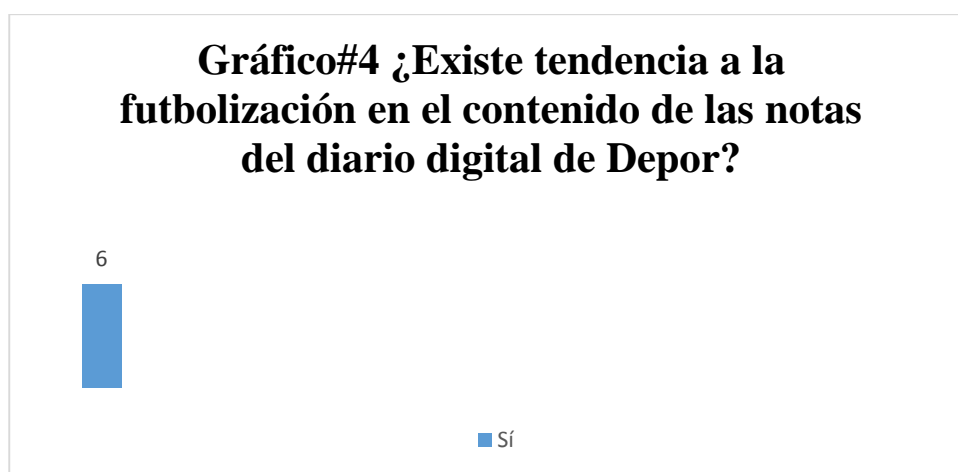 Gráfico#4 ¿Existe tendencia a la
futbolización en el contenido de las notas
del diario digital de Depor?
6
Sí